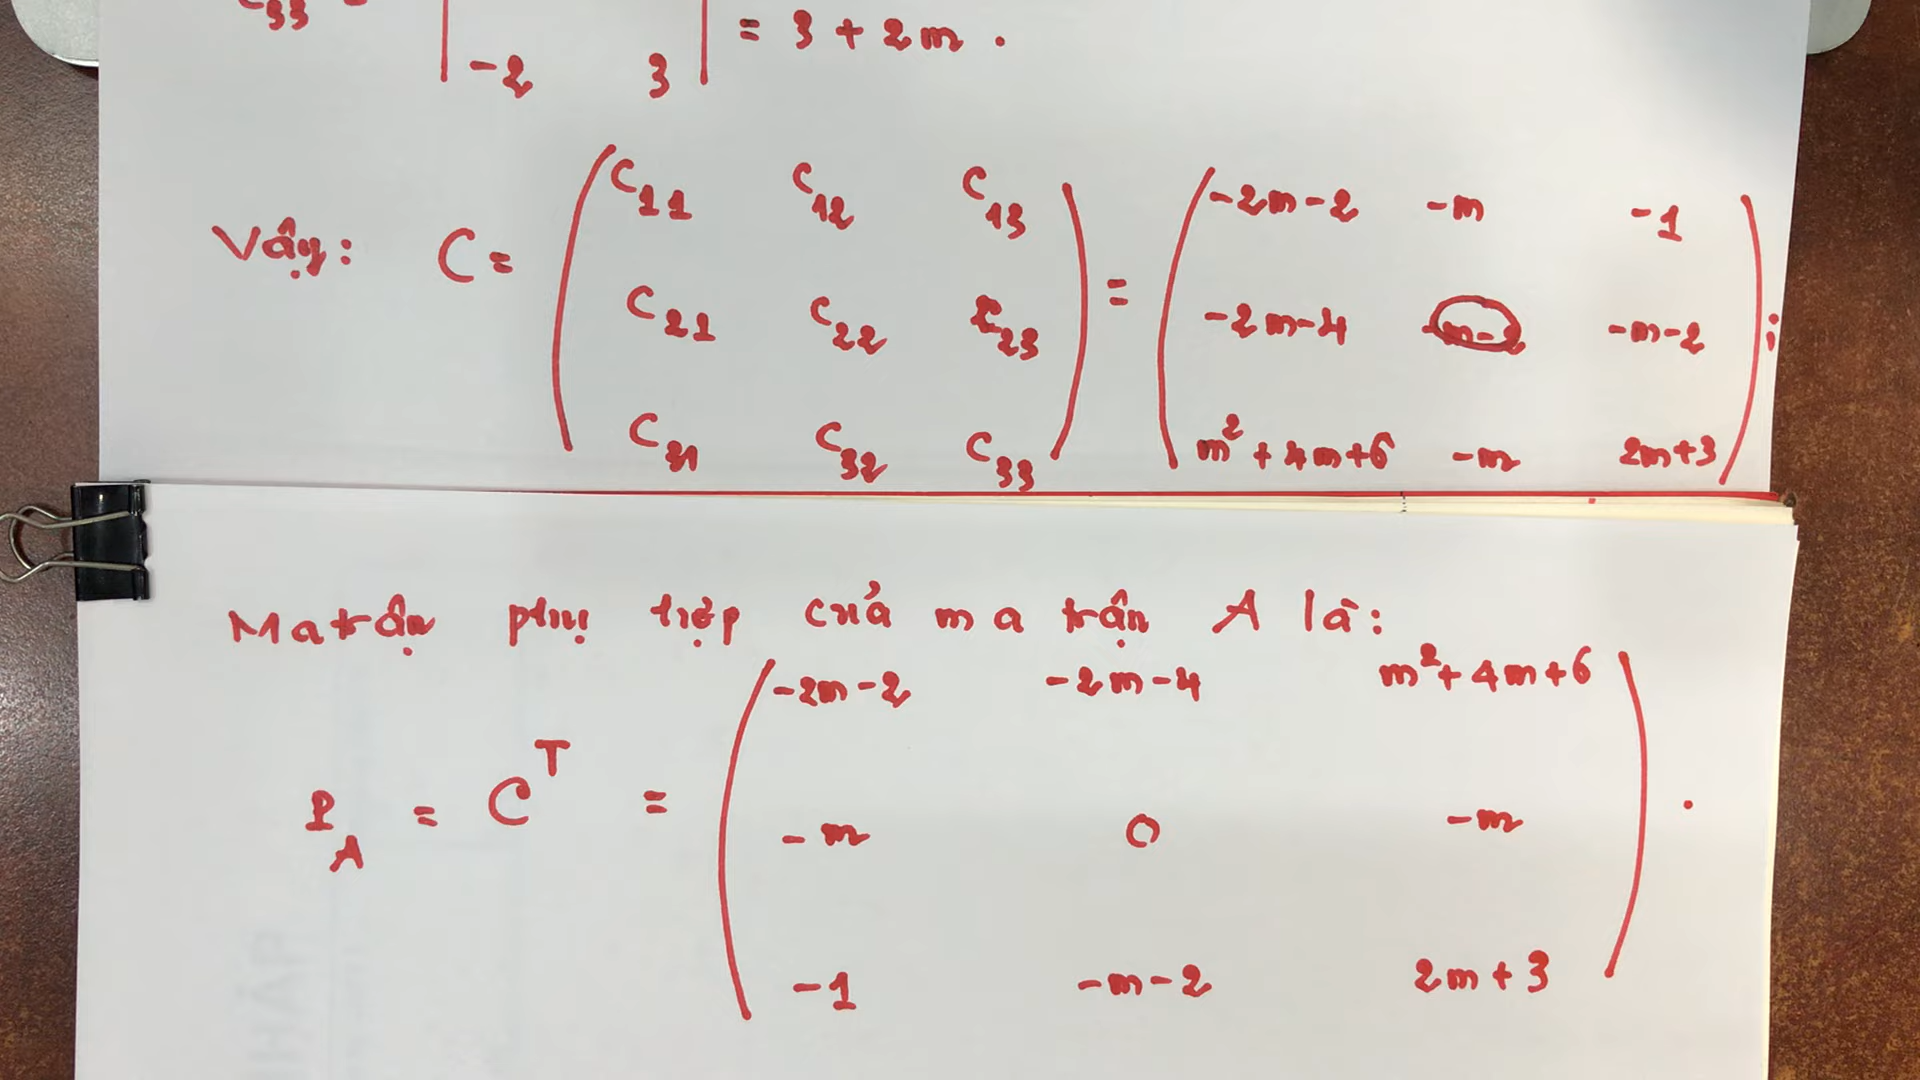 C33 = | -2 3 | = 3 + 2m .
Vậy: C = ( C11 C12 C13 ) = ( -2m-2 -m -1 )
C21 C22 C23 -2m-4 -m-2 ;
C31 C32 C33 m² + 4m+6 -m 2m+3
Ma trận phụ hợp của ma trận A là:
-2m-2 -2m-4 m²+4m+6
PA = C^T = ( -m 0 -m ) .
-1 -m-2 2m+3